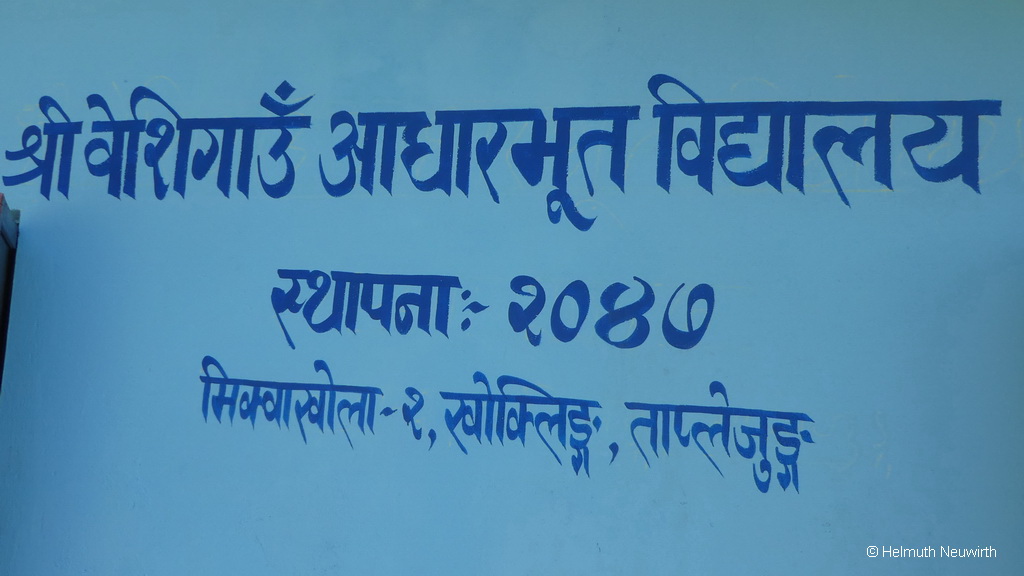 श्री वेशिगाउँ आधारभूत विद्यालय
स्थापनाः- २०४७
मिक्वाखोला-२, खोक्लिङ्ग, ताप्लेजुङ्ग
© Helmuth Neuwirth